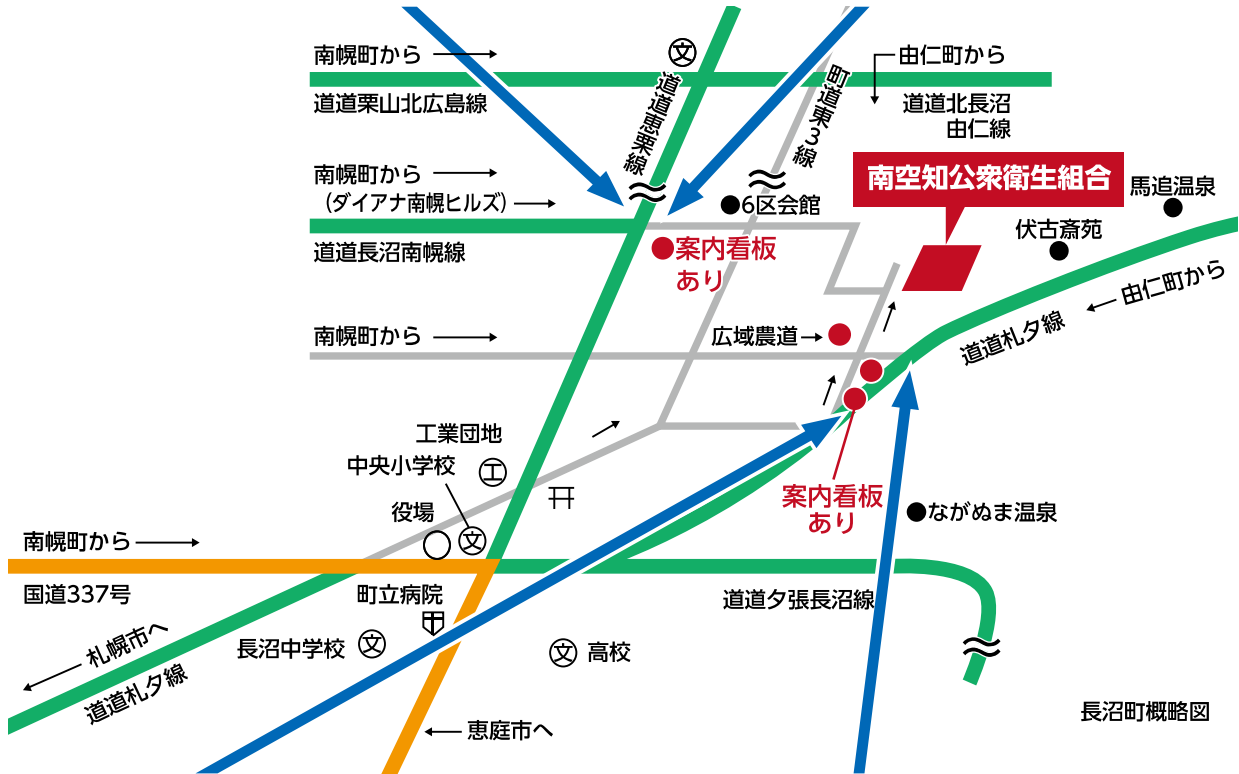 南幌町から
道道栗山北広島線
文
道道恵栗線
町道東3線
由仁町から
道道北長沼
由仁線
南幌町から
(ダイアナ南幌ヒルズ)
道道長沼南幌線
6区会館
南空知公衆衛生組合
馬追温泉
伏古斎苑
案内看板
あり
由仁町から
道道札夕線
南幌町から
広域農道
工業団地
工
中央小学校
文
役場
案内看板
あり
ながぬま温泉
南幌町から
国道337号
町立病院
道道夕張長沼線
札幌市へ
道道札夕線
長沼中学校
文
文
高校
恵庭市へ
長沼町概略図